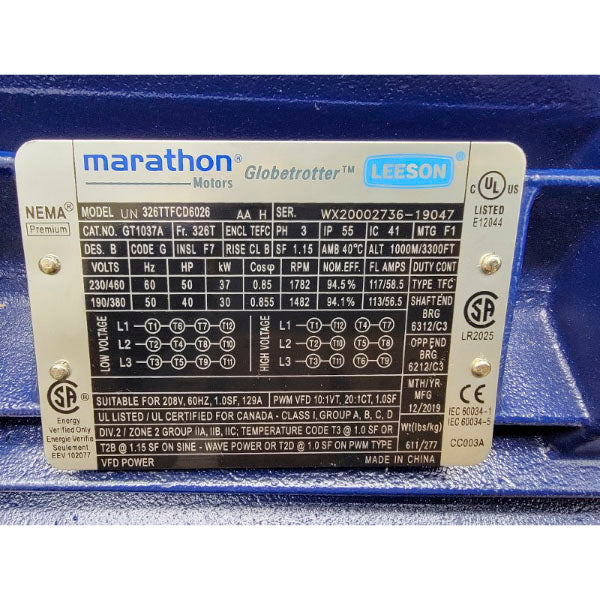 marathon® Motors Globetrotter™ LEESON
NEMA® Premium
MODEL UN 326TTFCD6026 AA H SER. WX20002736-19047
CAT.NO. GT1037A Fr. 326T ENCL TEFC PH 3 IP 55 IC 41 MTG F1
DES. B CODE G INSL F7 RISE CL B SF 1.15 AMB 40°C ALT 1000M/3300FT
VOLTS Hz HP kW Cosφ RPM NOM.EFF. FL AMPS DUTY CONT
230/460 60 50 37 0.85 1782 94.5% 117/58.5 TYPE TFC
190/380 50 40 30 0.855 1482 94.1% 113/56.5 SHAFT END BRG 6312/C3
LOW VOLTAGE
L1 T1 T6 T7 T12
L2 T2 T4 T8 T10
L3 T3 T5 T9 T11
HIGH VOLTAGE
L1 T1 T12 T4 T7
L2 T2 T10 T5 T8
L3 T3 T11 T6 T9
OPP.END
BRG
6212/C3
MTH/YR-
MFG
12/2019
Wt(lbs/kg)
611/277
SUITABLE FOR 208V, 60HZ, 1.0SF, 129A PWM VFD 10:1VT, 20:1CT, 1.0SF
UL LISTED / UL CERTIFIED FOR CANADA - CLASS I, GROUP A, B, C, D
DIV.2 / ZONE 2 GROUP IIA, IIB, IIC; TEMPERATURE CODE T3 @ 1.0 SF OR
T2B @ 1.15 SF ON SINE - WAVE POWER OR T2D @ 1.0 SF ON PWM TYPE
VFD POWER MADE IN CHINA
C UL US
LISTED
E12044
SA
LR2025
CE
IEC 60034-1
IEC 60034-5
CC003A
SA
Energy
Verified Only
Energie Verifie
Seulement
EEV 102077